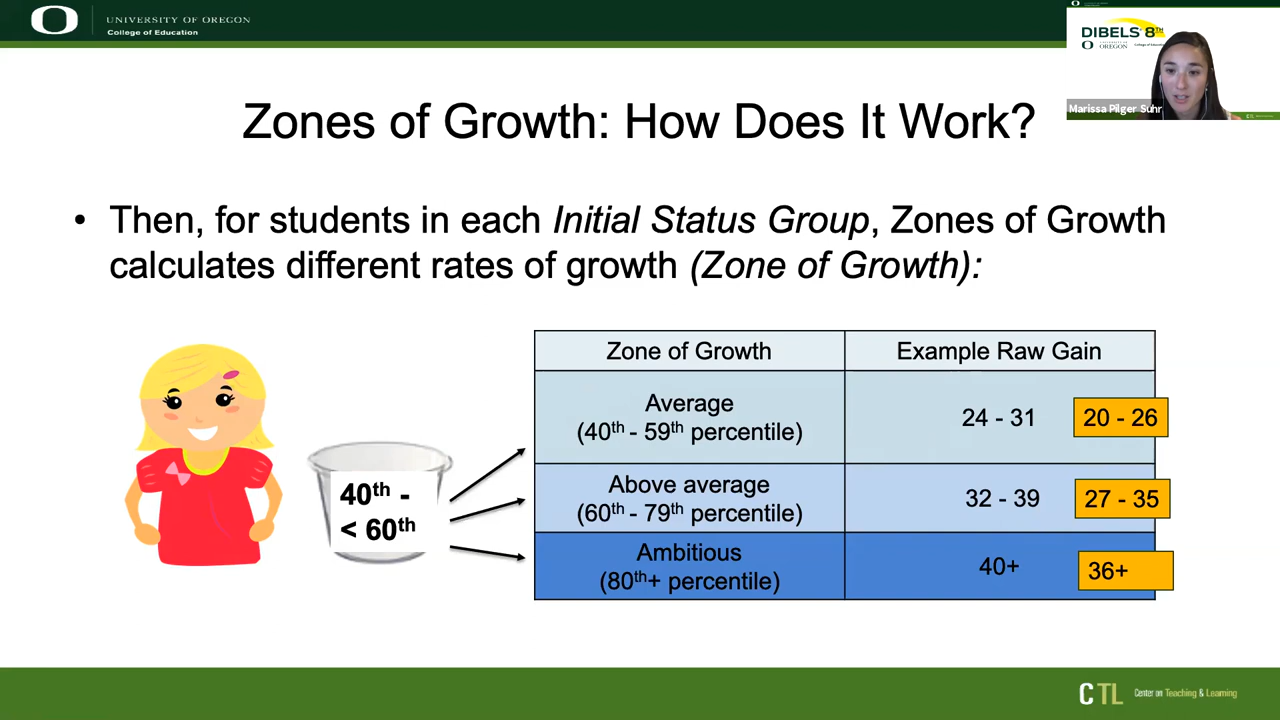 UNIVERSITY OF OREGON
College of Education
DIBELS 8TH
OREGON
Marissa Pilger Suhr
CTL
Zones of Growth: How Does It Work?
• Then, for students in each Initial Status Group, Zones of Growth
calculates different rates of growth (Zone of Growth):
40th -
< 60th
Zone of Growth Example Raw Gain
Average
(40th - 59th percentile)
24 - 31 20 - 26
Above average
(60th - 79th percentile)
32 - 39 27 - 35
Ambitious
(80th+ percentile)
40+ 36+
CTL Center on Teaching & Learning